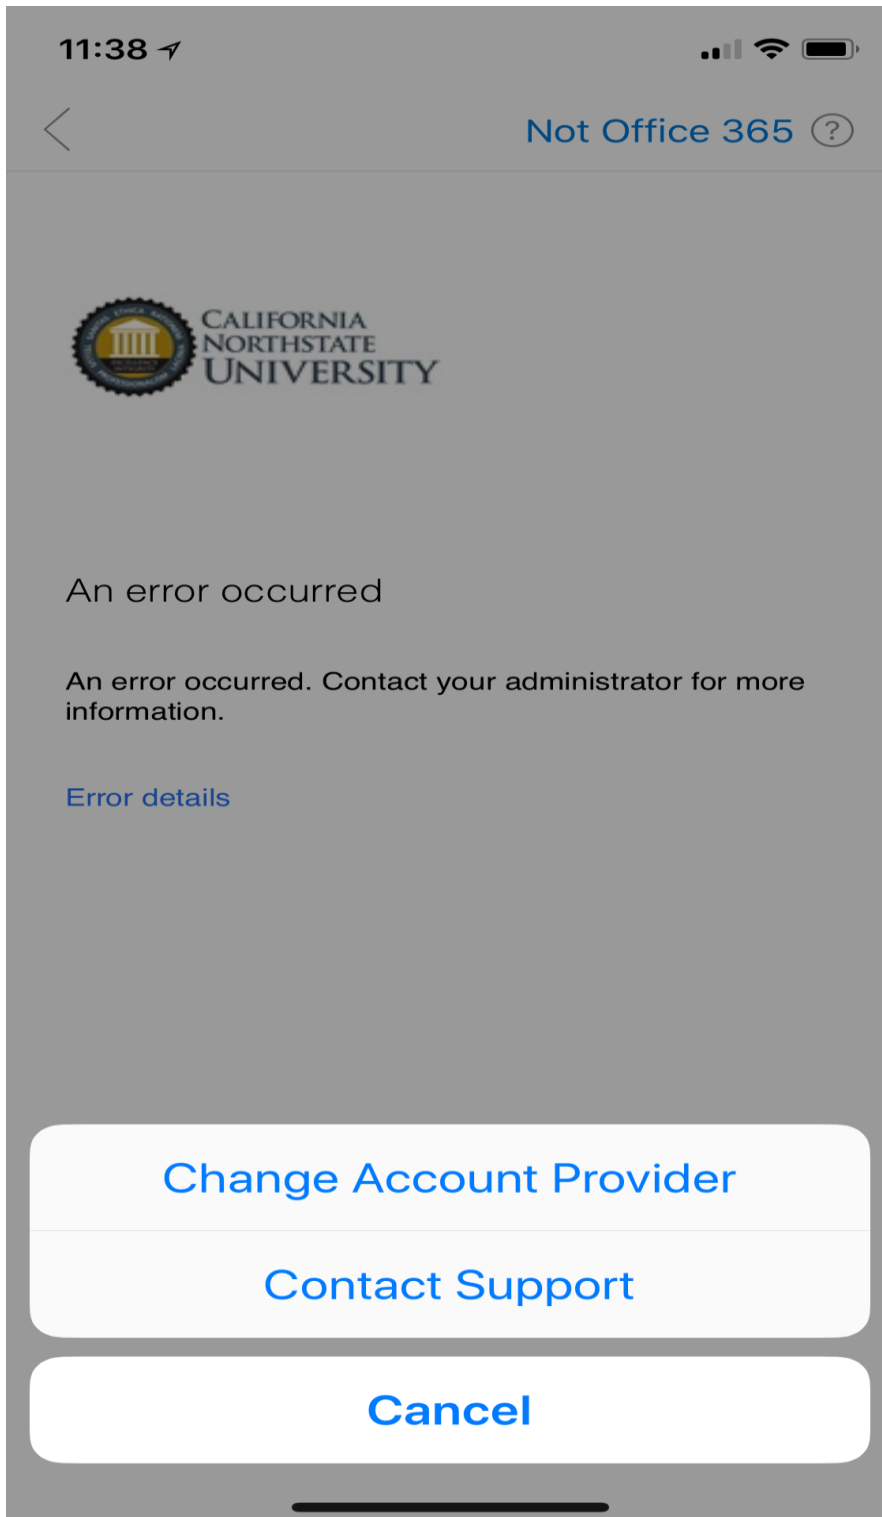 11:38
Not Office 365 ?
CALIFORNIA
NORTHSTATE
UNIVERSITY
An error occurred
An error occurred. Contact your administrator for more
information.
Error details
Change Account Provider
Contact Support
Cancel